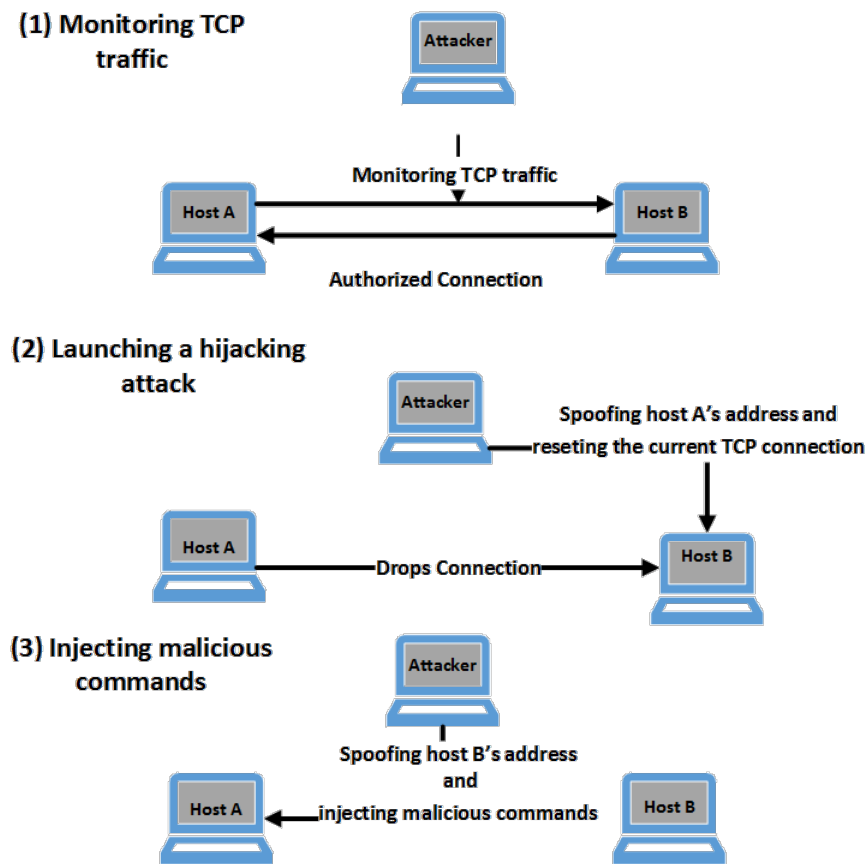 (1) Monitoring TCP
traffic
Attacker
Monitoring TCP traffic
Host A
Host B
Authorized Connection
(2) Launching a hijacking
attack
Attacker
Spoofing host A's address and
reseting the current TCP connection
Host A
Drops Connection
Host B
(3) Injecting malicious
commands
Attacker
Spoofing host B's address
and
injecting malicious commands
Host A
Host B